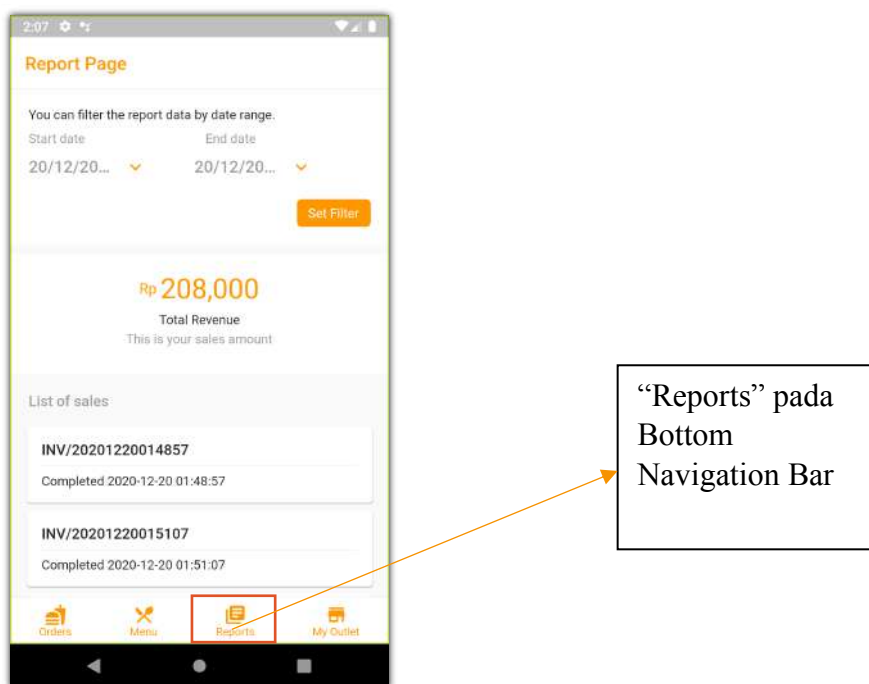 2:07
Report Page
You can filter the report data by date range.
Start date End date
20/12/20... 20/12/20...
Set Filter
Rp 208,000
Total Revenue
This is your sales amount
List of sales
INV/20201220014857
Completed 2020-12-20 01:48:57
INV/20201220015107
Completed 2020-12-20 01:51:07
Orders Menu Reports My Outlet
“Reports” pada
Bottom
Navigation Bar